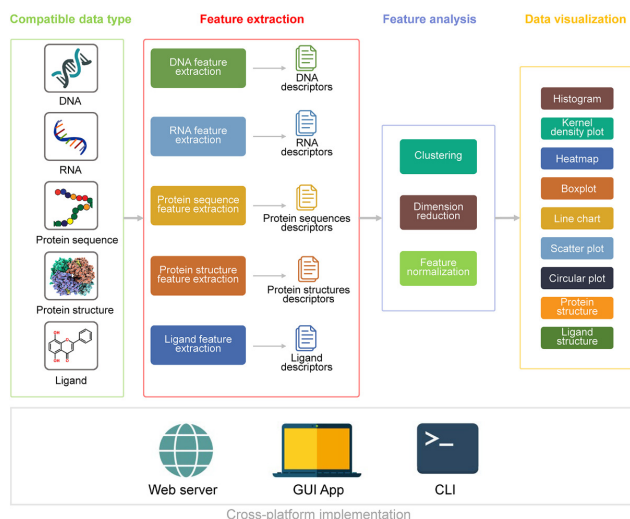 Compatible data type
Feature extraction
Feature analysis
Data visualization
DNA
RNA
Protein sequence
Protein structure
OH
HO
O
OH
O
Ligand
DNA feature
extraction
DNA
descriptors
RNA feature
extraction
RNA
descriptors
Protein sequence
feature extraction
Protein sequences
descriptors
Protein structure
feature extraction
Protein structures
descriptors
Ligand feature
extraction
Ligand
descriptors
Clustering
Dimension
reduction
Feature
normalization
Histogram
Kernel
density plot
Heatmap
Boxplot
Line chart
Scatter plot
Circular plot
Protein
structure
Ligand
structure
>_
Web server
GUI App
CLI
Cross-platform implementation